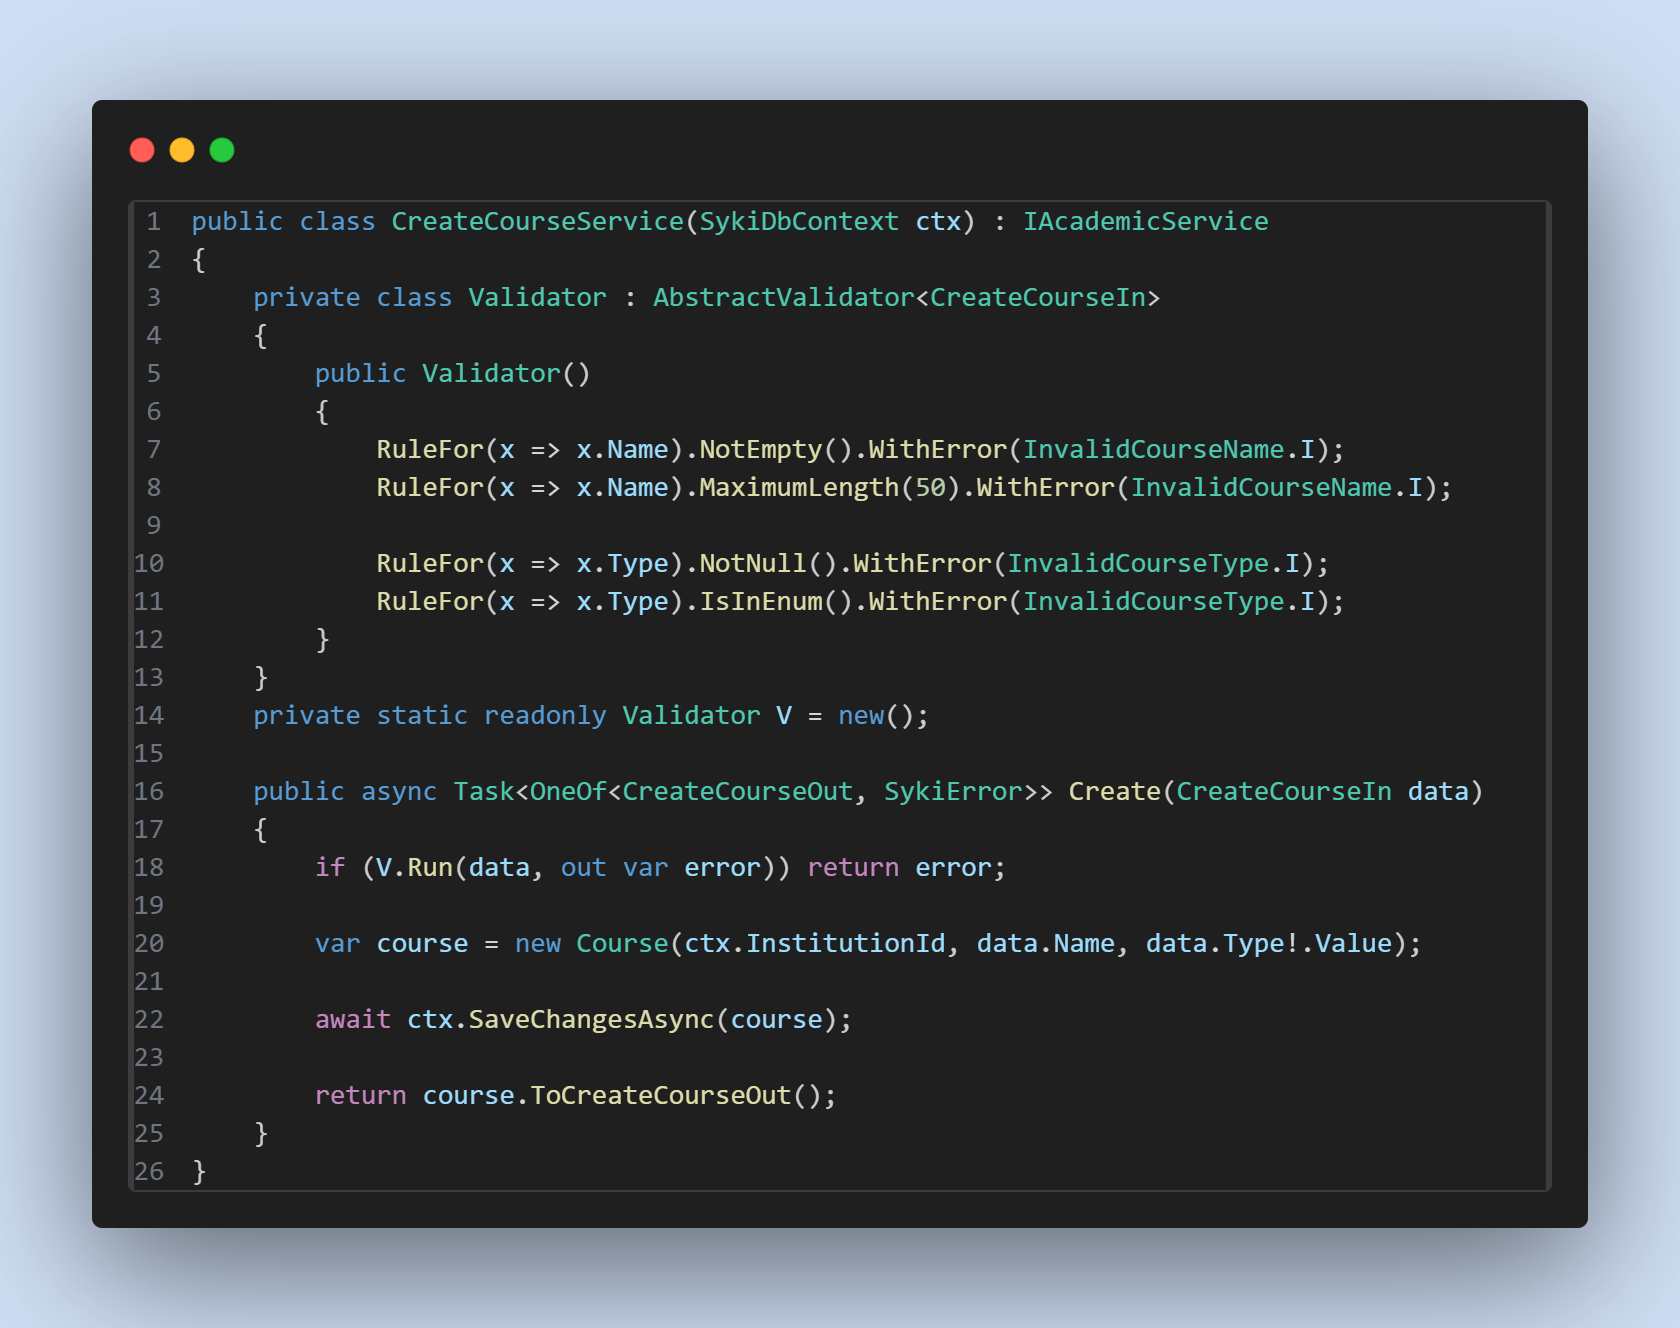 1 public class CreateCourseService(SykiDbContext ctx) : IAcademicService
2 {
3     private class Validator : AbstractValidator<CreateCourseIn>
4     {
5         public Validator()
6         {
7             RuleFor(x => x.Name).NotEmpty().WithError(InvalidCourseName.I);
8             RuleFor(x => x.Name).MaximumLength(50).WithError(InvalidCourseName.I);
9
10             RuleFor(x => x.Type).NotNull().WithError(InvalidCourseType.I);
11             RuleFor(x => x.Type).IsInEnum().WithError(InvalidCourseType.I);
12         }
13     }
14     private static readonly Validator V = new();
15
16     public async Task<OneOf<CreateCourseOut, SykiError>> Create(CreateCourseIn data)
17     {
18         if (V.Run(data, out var error)) return error;
19
20         var course = new Course(ctx.InstitutionId, data.Name, data.Type!.Value);
21
22         await ctx.SaveChangesAsync(course);
23
24         return course.ToCreateCourseOut();
25     }
26 }